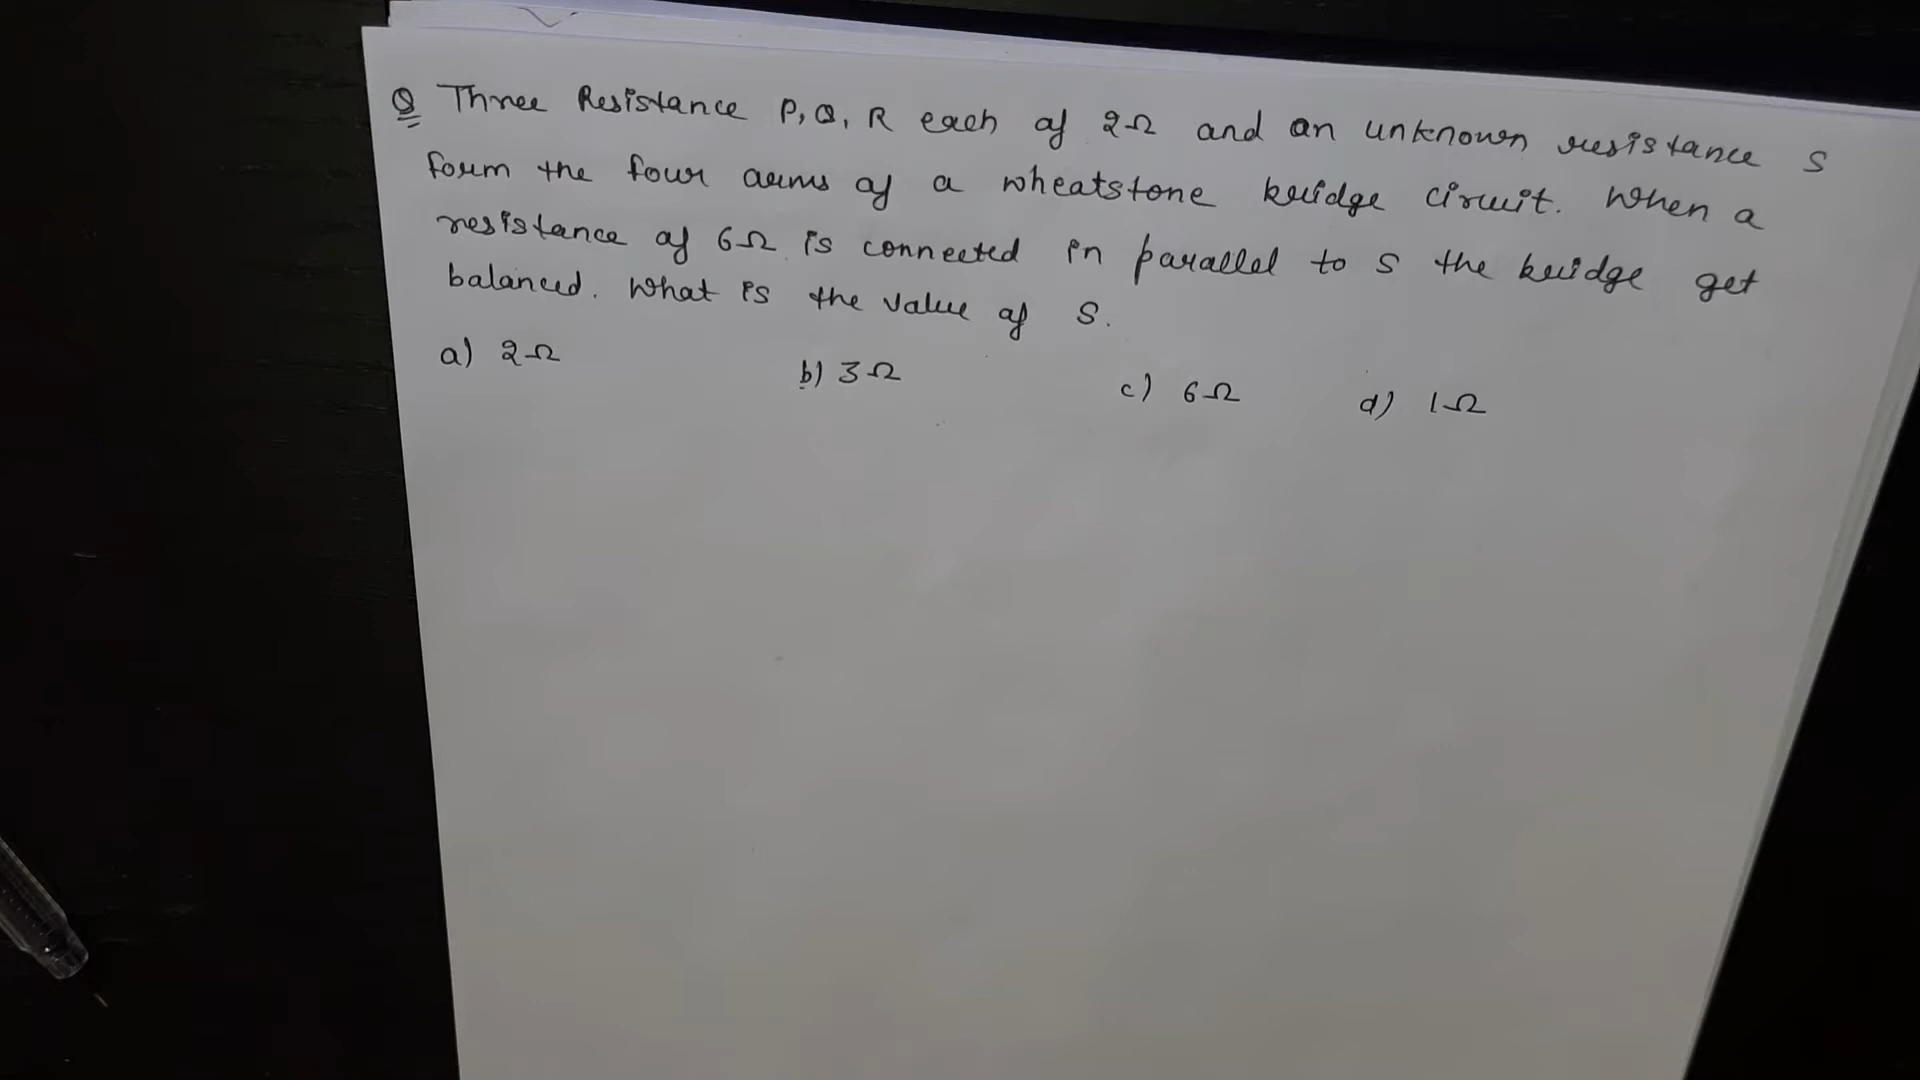 Q Three Resistance P, Q, R each of 2Ω and an unknown resistance S
form the four arms of a wheatstone bridge circuit. When a
resistance of 6Ω is connected in parallel to S the bridge get
balanced. What is the value of S.
a) 2Ω b) 3Ω c) 6Ω d) 1Ω